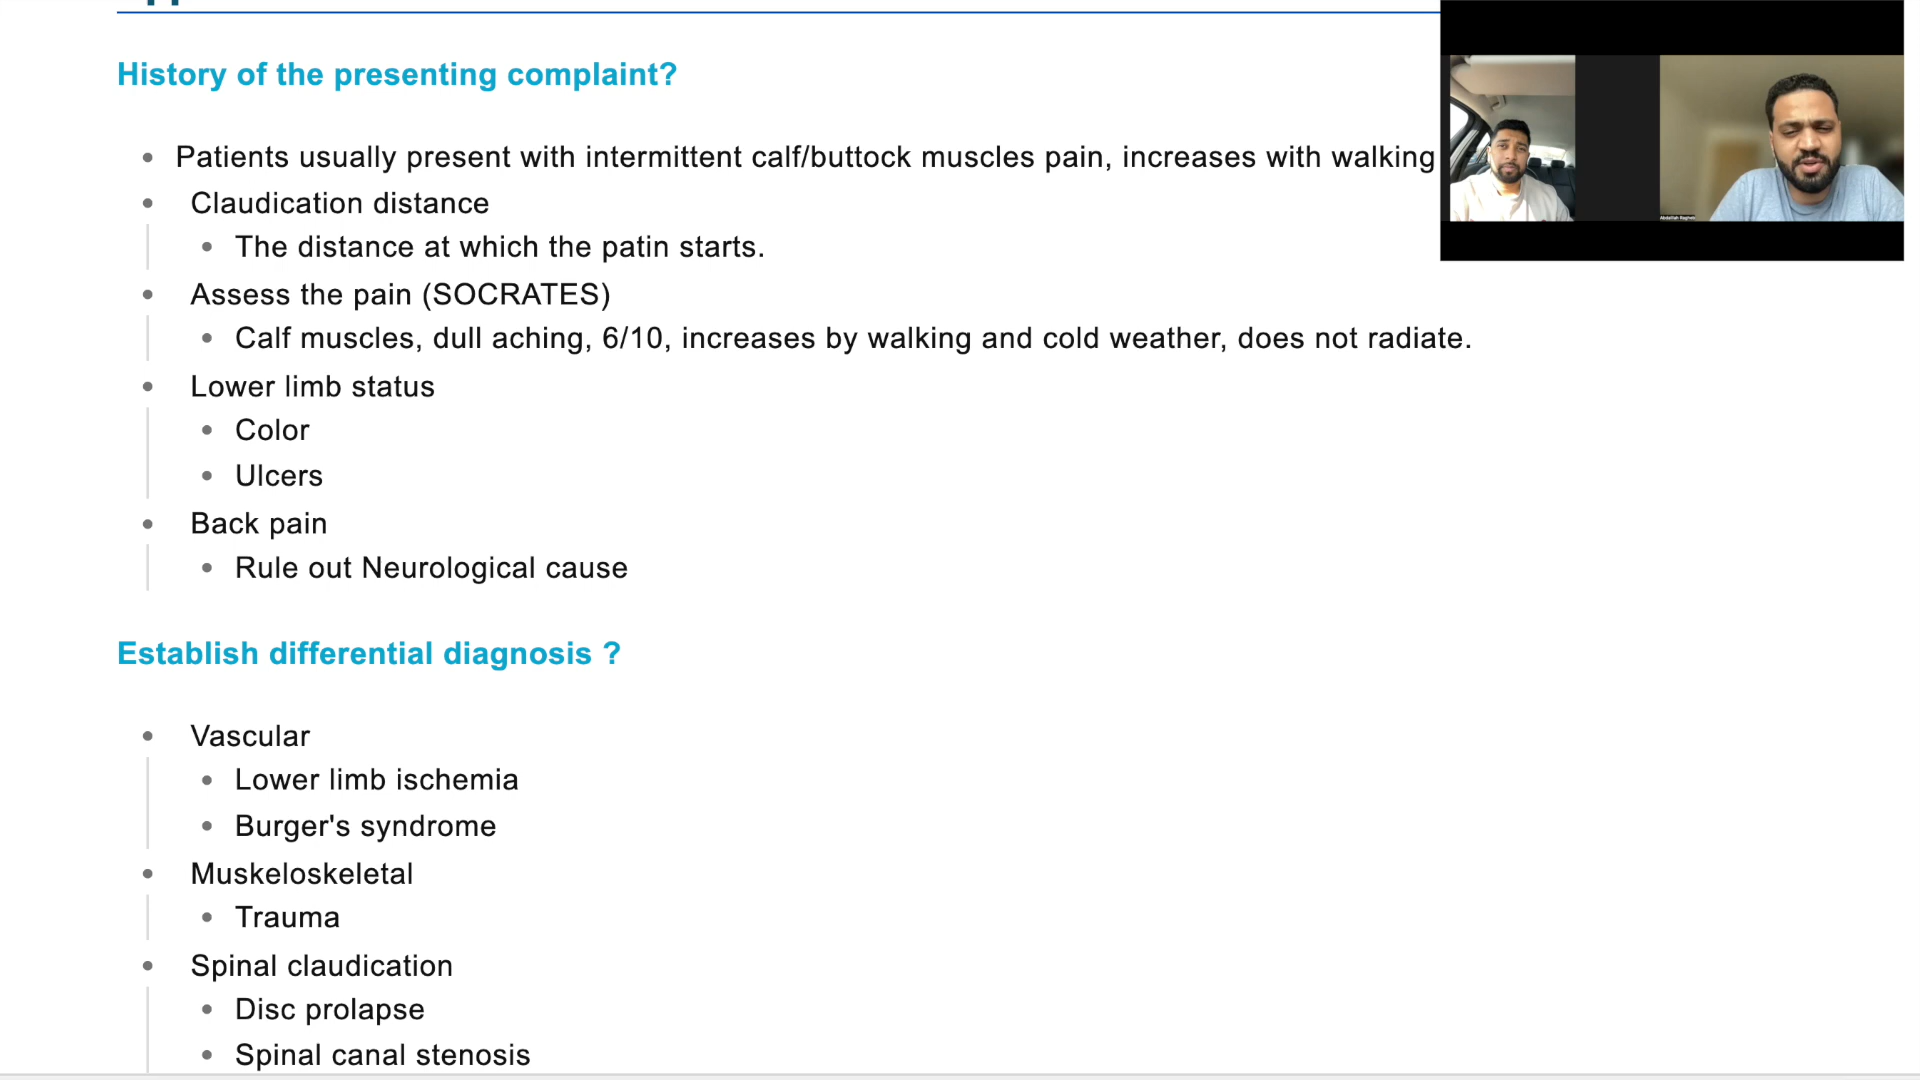 History of the presenting complaint?
Patients usually present with intermittent calf/buttock muscles pain, increases with walking
Claudication distance
The distance at which the patin starts.
Assess the pain (SOCRATES)
Calf muscles, dull aching, 6/10, increases by walking and cold weather, does not radiate.
Lower limb status
Color
Ulcers
Back pain
Rule out Neurological cause
Establish differential diagnosis ?
Vascular
Lower limb ischemia
Burger's syndrome
Muskeloskeletal
Trauma
Spinal claudication
Disc prolapse
Spinal canal stenosis